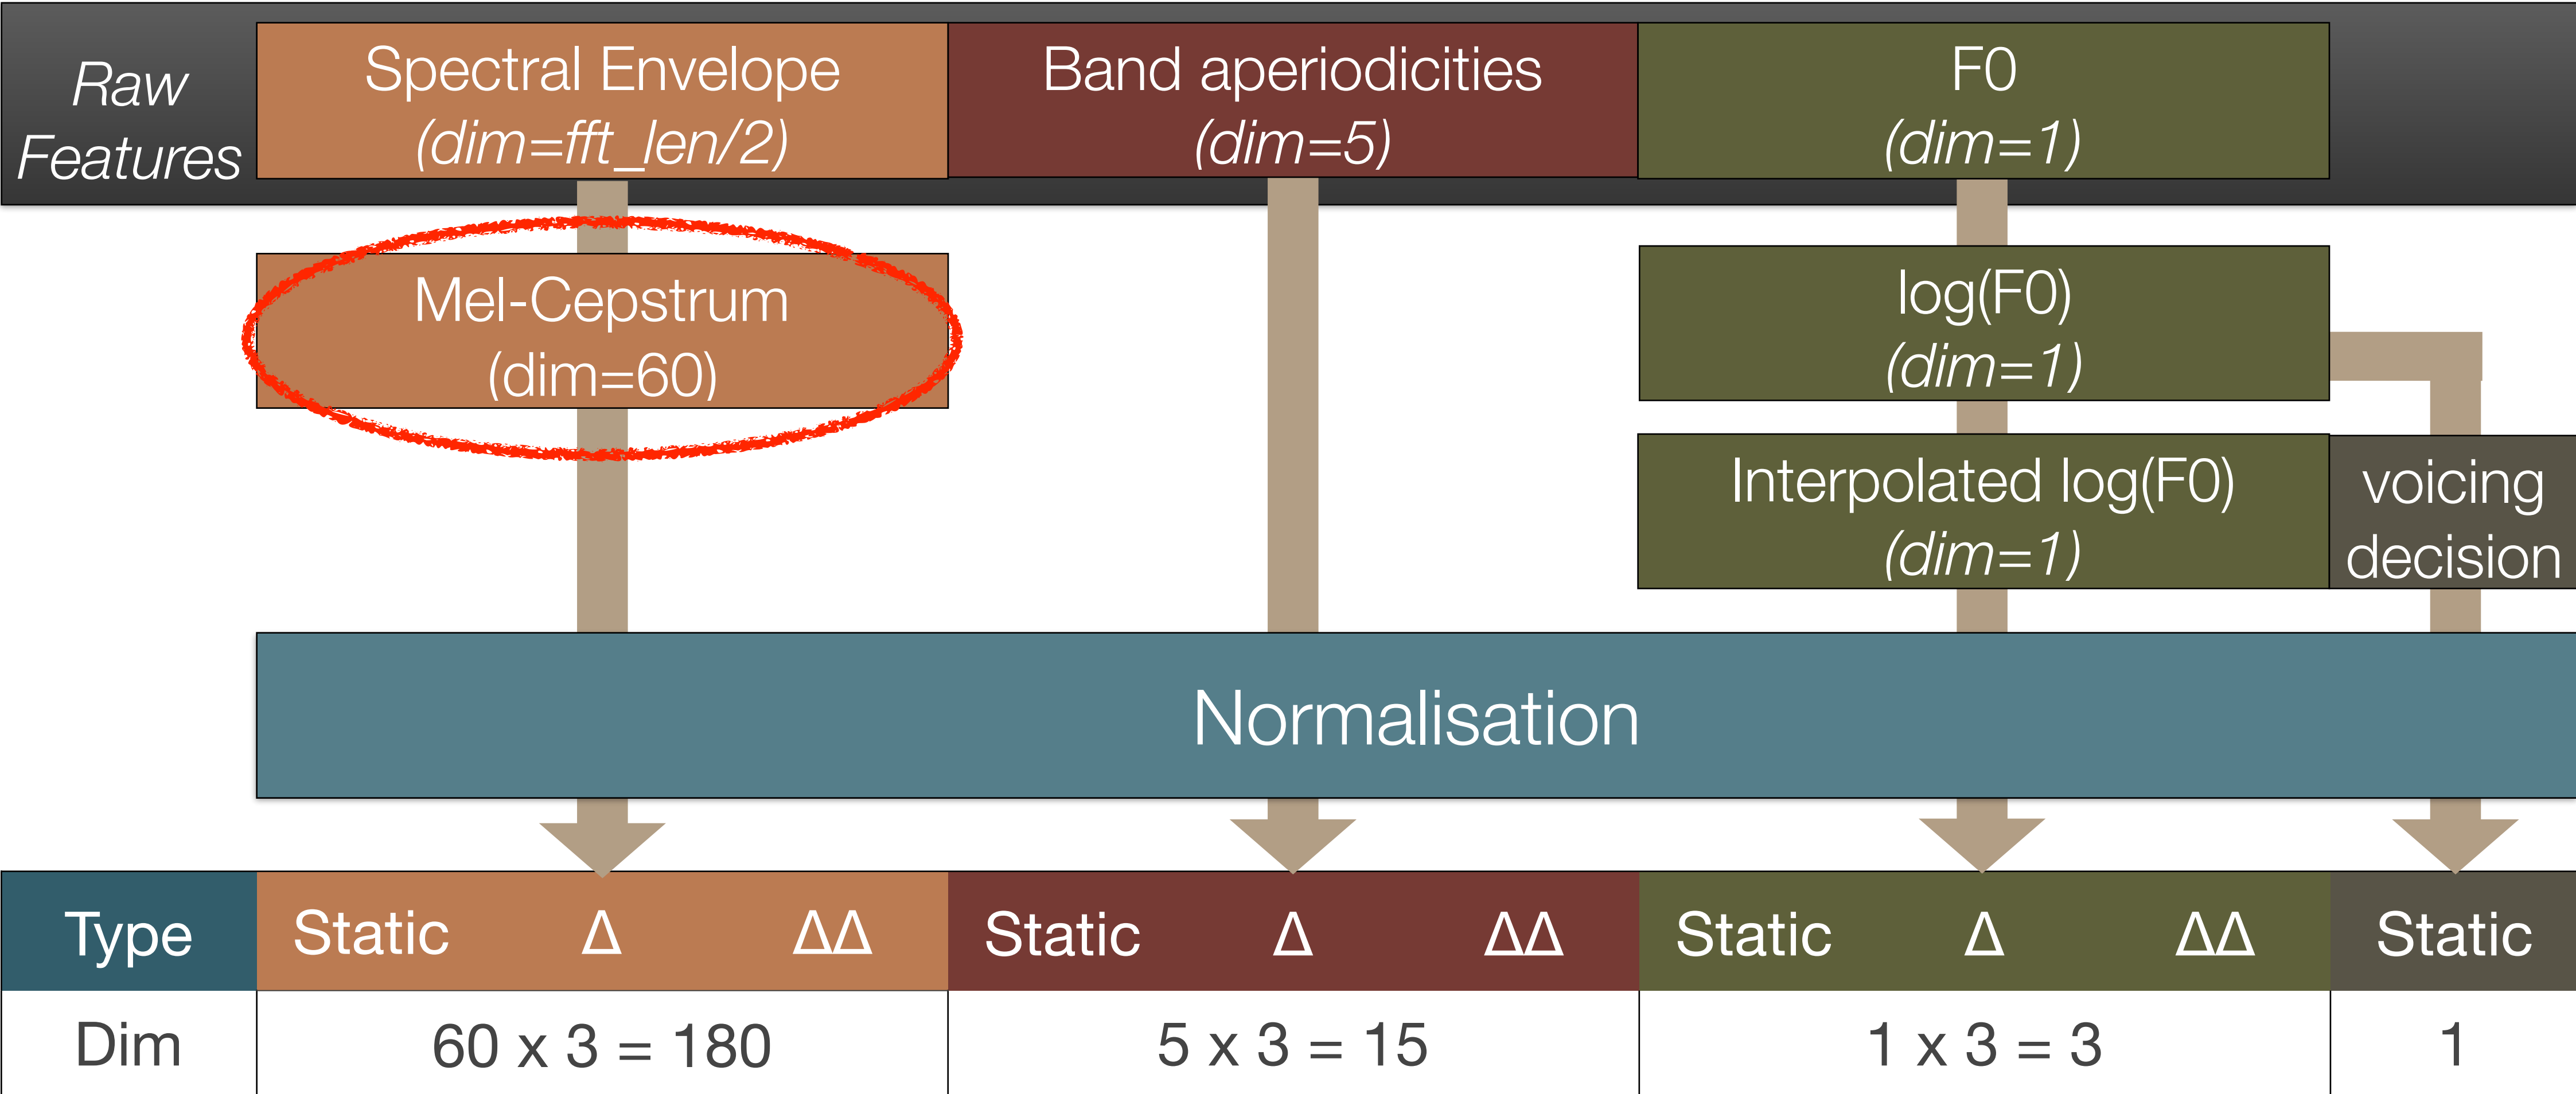 Raw
Features
Spectral Envelope
(dim=fft_len/2)
Band aperiodicities
(dim=5)
F0
(dim=1)
Mel-Cepstrum
(dim=60)
log(F0)
(dim=1)
Interpolated log(F0)
(dim=1)
voicing
decision
Normalisation
Type Static Δ ΔΔ Static Δ ΔΔ Static Δ ΔΔ Static
Dim 60 x 3 = 180 5 x 3 = 15 1 x 3 = 3 1